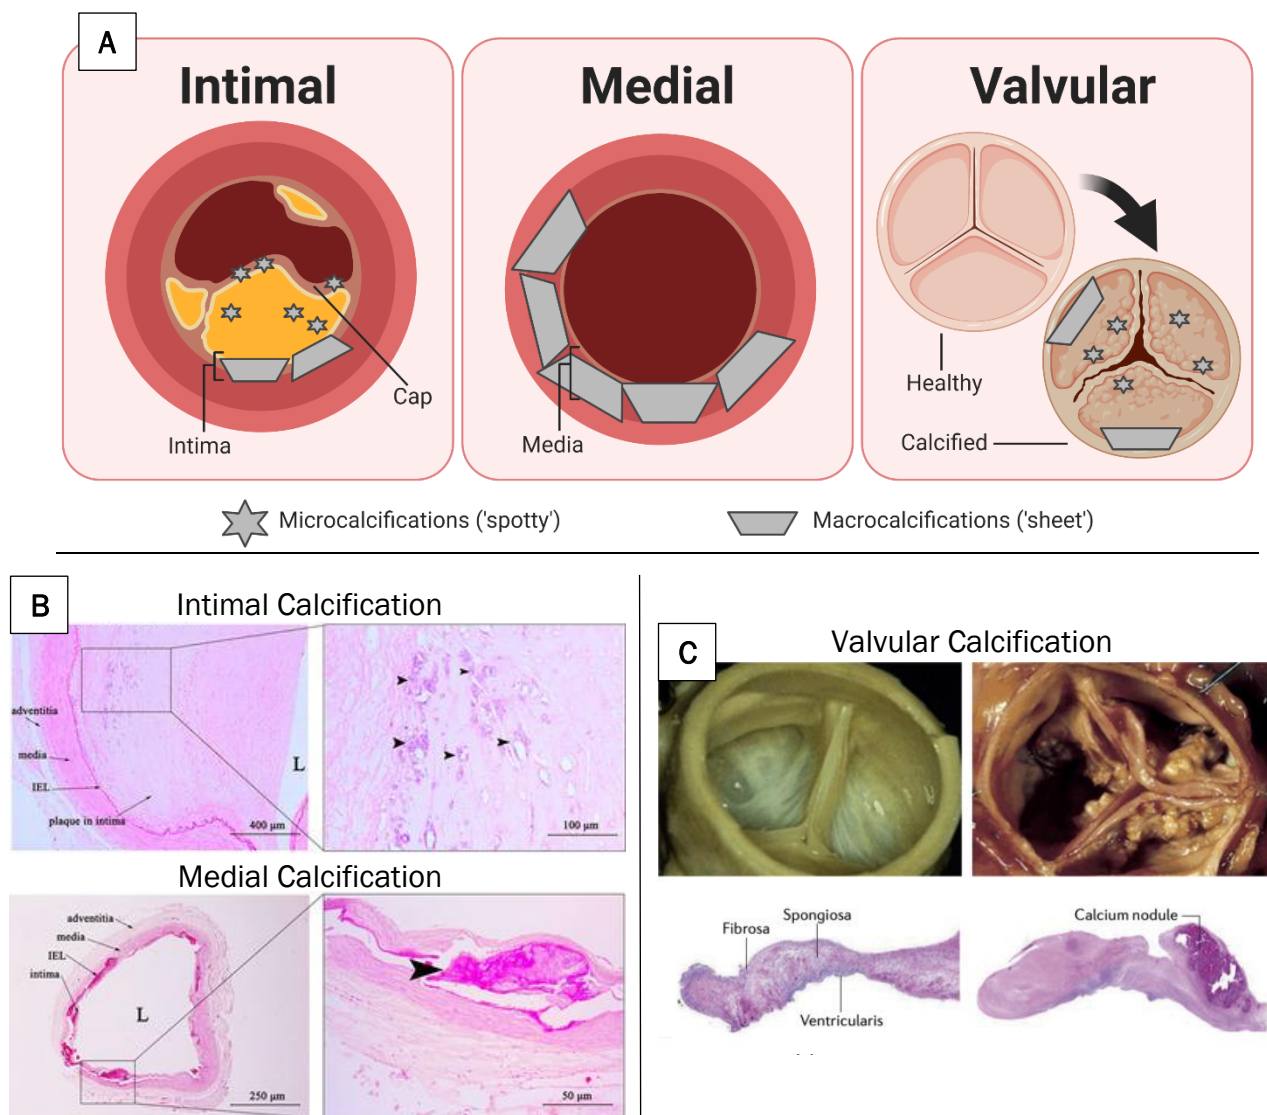 A
Intimal
Medial
Valvular
Cap
Intima
Media
Healthy
Calcified
Microcalcifications ('spotty')
Macrocalcifications ('sheet')
B
Intimal Calcification
adventitia
media
IEL
plaque in intima
L
400 µm
100 µm
Medial Calcification
adventitia
media
IEL
intima
L
250 µm
50 µm
C
Valvular Calcification
Fibrosa
Spongiosa
Ventricularis
Calcium nodule